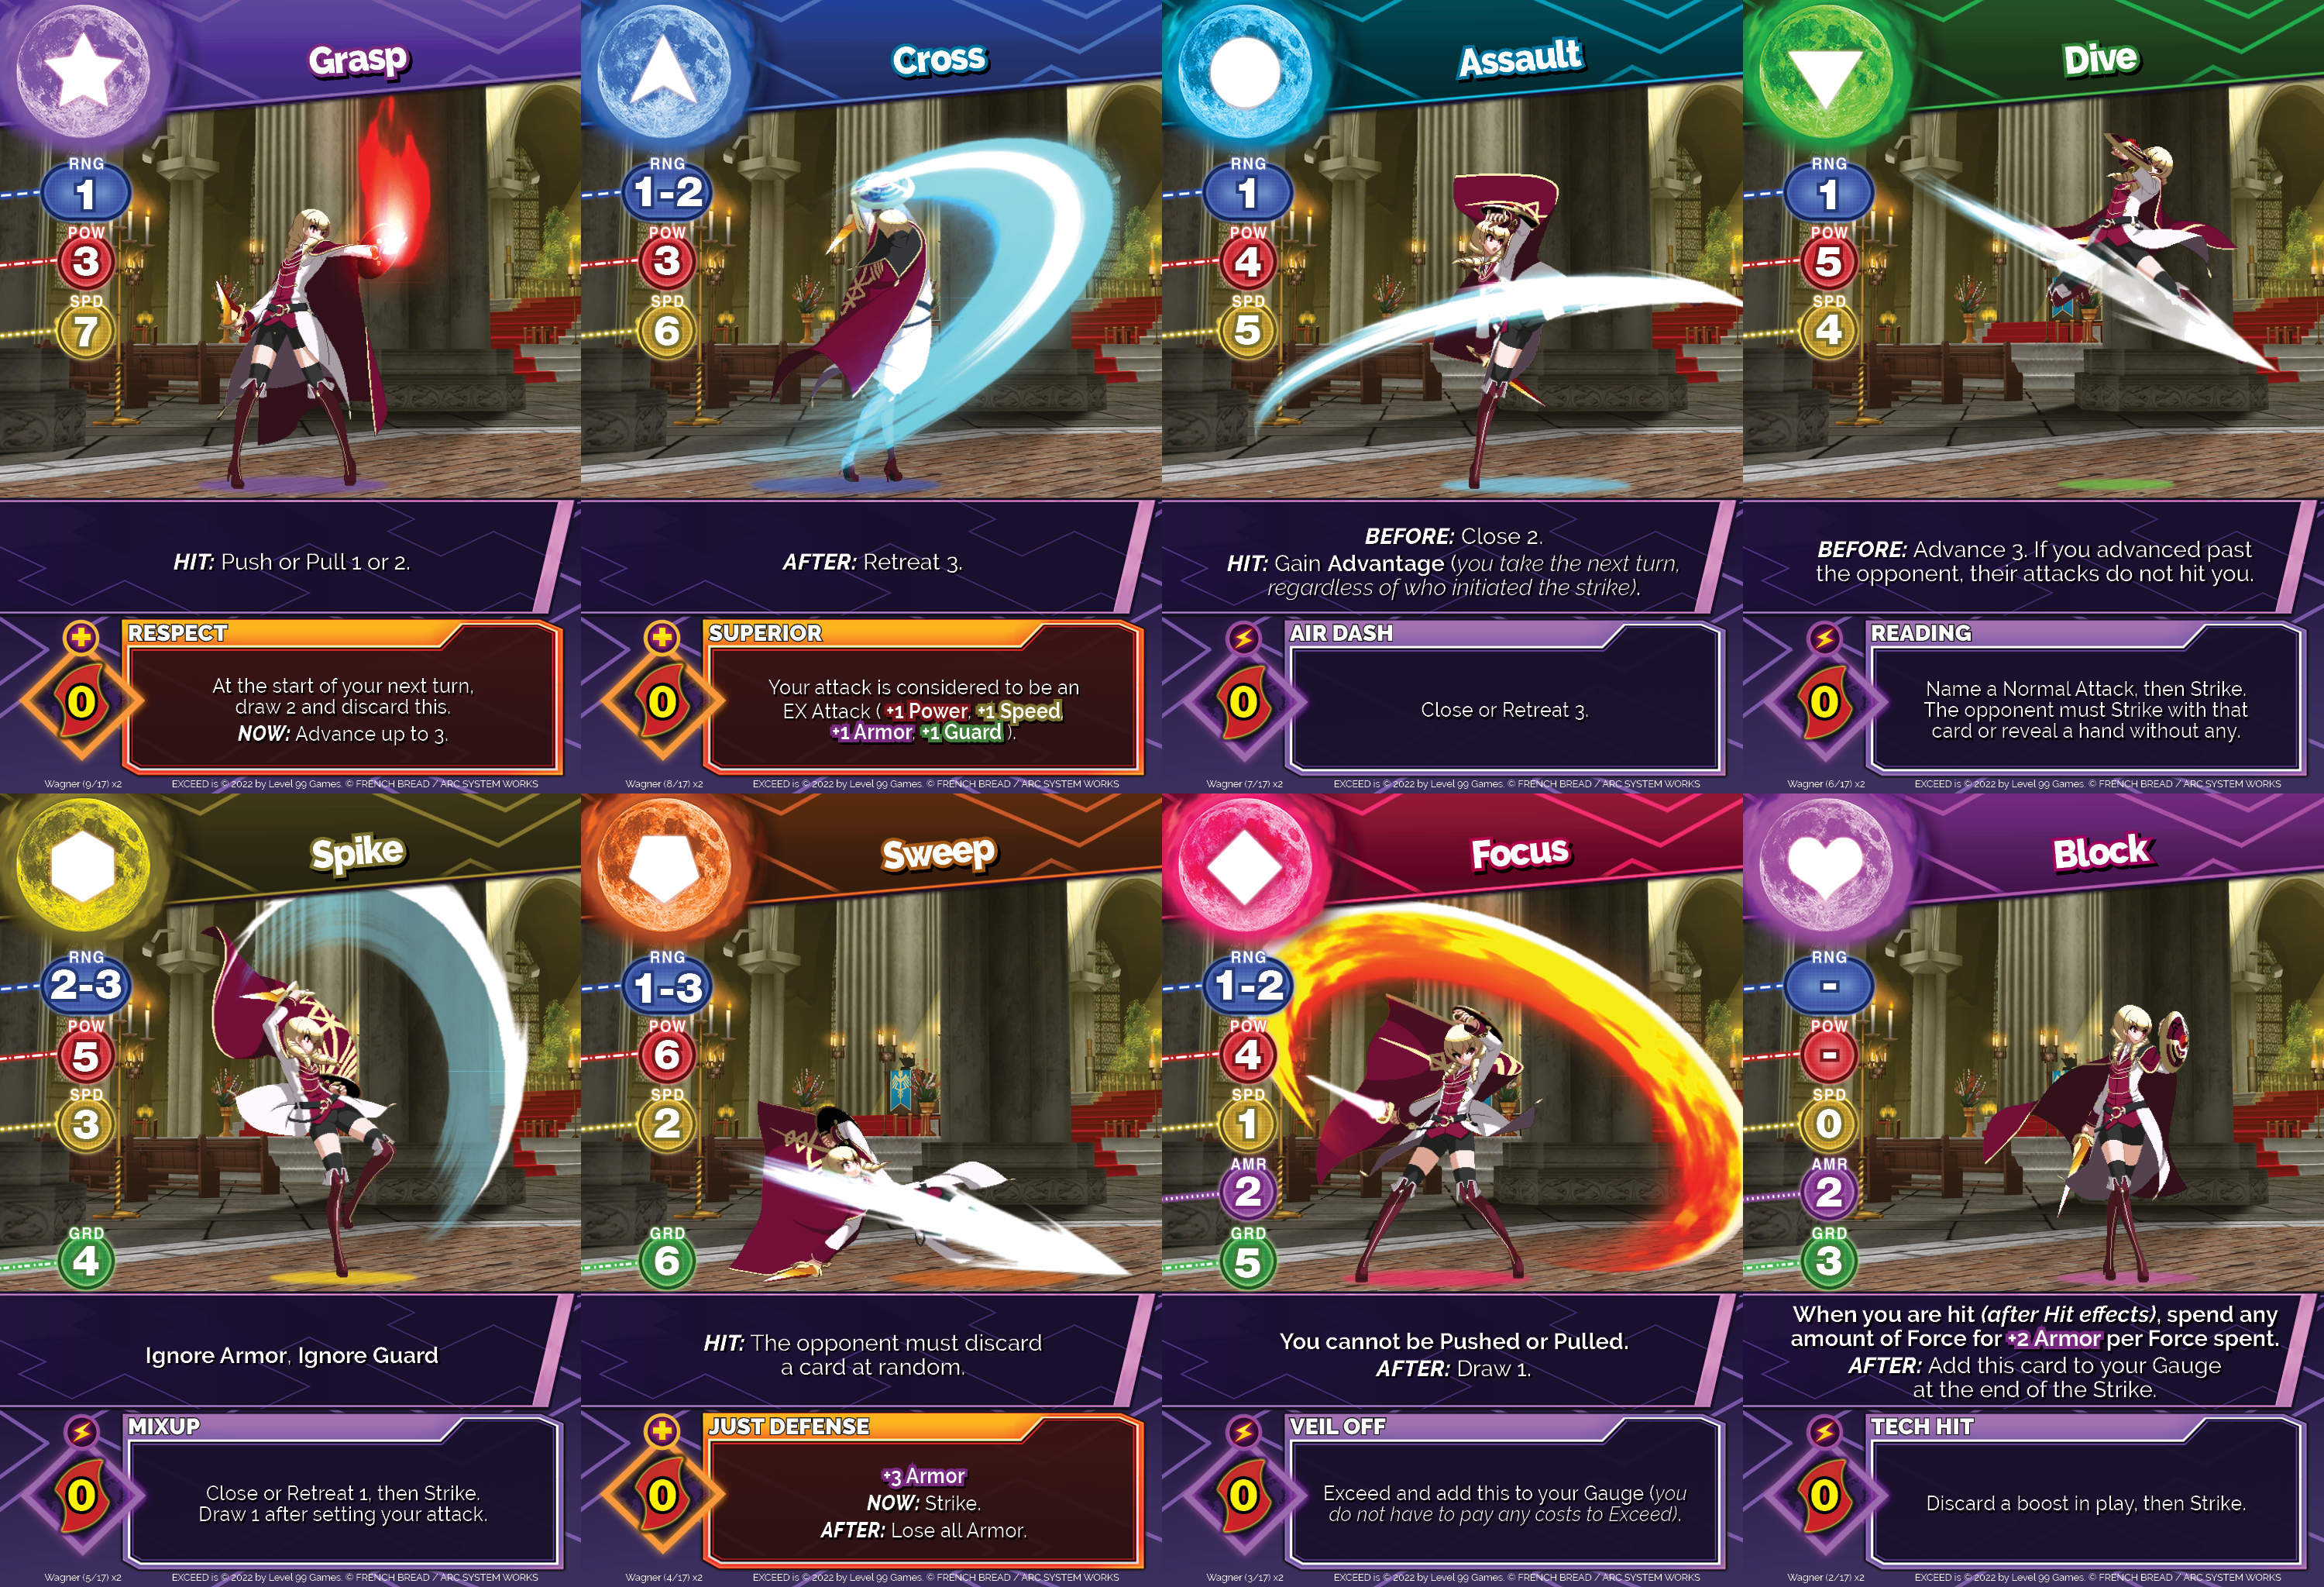 Grasp
RNG
1
POW
3
SPD
7
HIT: Push or Pull 1 or 2.
RESPECT
0
At the start of your next turn,
draw 2 and discard this.
NOW: Advance up to 3.
Wagner (9/17) x2
EXCEED is © 2022 by Level 99 Games. © FRENCH BREAD / ARC SYSTEM WORKS
Cross
RNG
1-2
POW
3
SPD
6
AFTER: Retreat 3.
SUPERIOR
0
Your attack is considered to be an
EX Attack ( +1 Power, +1 Speed
+1 Armor, +1 Guard ).
Wagner (8/17) x2
EXCEED is © 2022 by Level 99 Games. © FRENCH BREAD / ARC SYSTEM WORKS
Assault
RNG
1
POW
4
SPD
5
BEFORE: Close 2.
HIT: Gain Advantage (you take the next turn,
regardless of who initiated the strike).
AIR DASH
0
Close or Retreat 3.
Wagner (7/17) x2
EXCEED is © 2022 by Level 99 Games. © FRENCH BREAD / ARC SYSTEM WORKS
Dive
RNG
1
POW
5
SPD
4
BEFORE: Advance 3. If you advanced past
the opponent, their attacks do not hit you.
READING
0
Name a Normal Attack, then Strike.
The opponent must Strike with that
card or reveal a hand without any.
Wagner (6/17) x2
EXCEED is © 2022 by Level 99 Games. © FRENCH BREAD / ARC SYSTEM WORKS
Spike
RNG
2-3
POW
5
SPD
3
GRD
4
Ignore Armor, Ignore Guard
MIXUP
0
Close or Retreat 1, then Strike.
Draw 1 after setting your attack.
Wagner (5/17) x2
EXCEED is © 2022 by Level 99 Games. © FRENCH BREAD / ARC SYSTEM WORKS
Sweep
RNG
1-3
POW
6
SPD
2
GRD
6
HIT: The opponent must discard
a card at random.
JUST DEFENSE
0
+3 Armor
NOW: Strike.
AFTER: Lose all Armor.
Wagner (4/17) x2
EXCEED is © 2022 by Level 99 Games. © FRENCH BREAD / ARC SYSTEM WORKS
Focus
RNG
1-2
POW
4
SPD
1
AMR
2
GRD
5
You cannot be Pushed or Pulled.
AFTER: Draw 1.
VEIL OFF
0
Exceed and add this to your Gauge (you
do not have to pay any costs to Exceed).
Wagner (3/17) x2
EXCEED is © 2022 by Level 99 Games. © FRENCH BREAD / ARC SYSTEM WORKS
Block
RNG
-
POW
-
SPD
0
AMR
2
GRD
3
When you are hit (after Hit effects), spend any
amount of Force for +2 Armor per Force spent.
AFTER: Add this card to your Gauge
at the end of the Strike.
TECH HIT
0
Discard a boost in play, then Strike.
Wagner (2/17) x2
EXCEED is © 2022 by Level 99 Games. © FRENCH BREAD / ARC SYSTEM WORKS